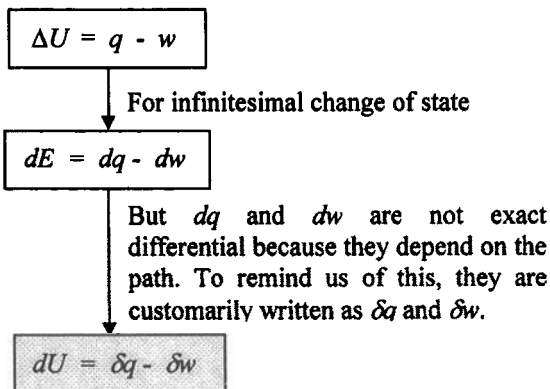 ΔU = q - w
For infinitesimal change of state
dE = dq - dw
But dq and dw are not exact
differential because they depend on the
path. To remind us of this, they are
customarily written as δq and δw.
dU = δq - δw